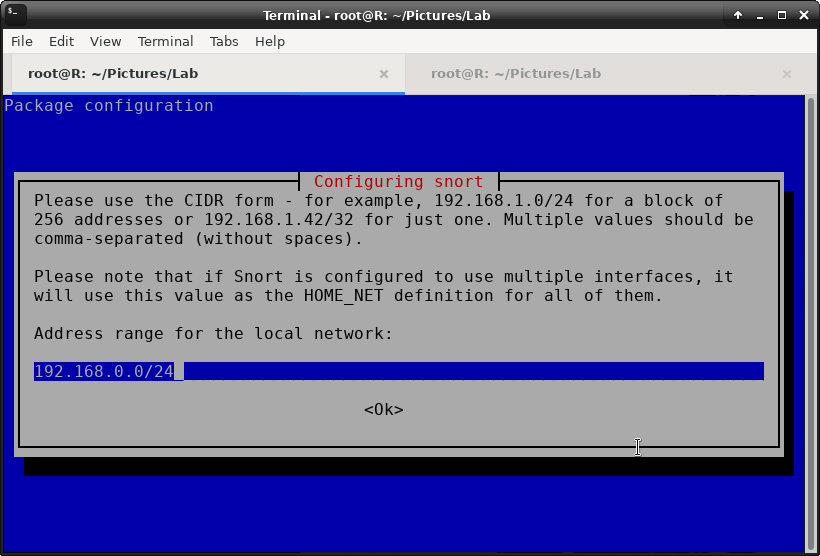 Terminal - root@R: ~/Pictures/Lab
File Edit View Terminal Tabs Help
root@R: ~/Pictures/Lab
root@R: ~/Pictures/Lab
Package configuration
Configuring snort
Please use the CIDR form - for example, 192.168.1.0/24 for a block of
256 addresses or 192.168.1.42/32 for just one. Multiple values should be
comma-separated (without spaces).
Please note that if Snort is configured to use multiple interfaces, it
will use this value as the HOME_NET definition for all of them.
Address range for the local network:
192.168.0.0/24
<Ok>